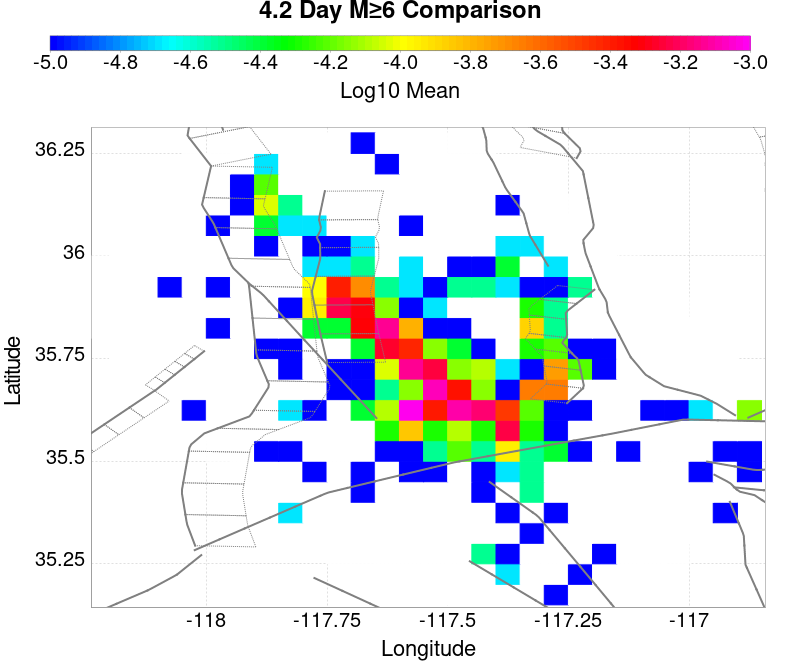 4.2 Day M≥6 Comparison
-5.0 -4.8 -4.6 -4.4 -4.2 -4.0 -3.8 -3.6 -3.4 -3.2 -3.0
Log10 Mean
36.25
36
35.75
35.5
35.25
Latitude
-118 -117.75 -117.5 -117.25 -117
Longitude